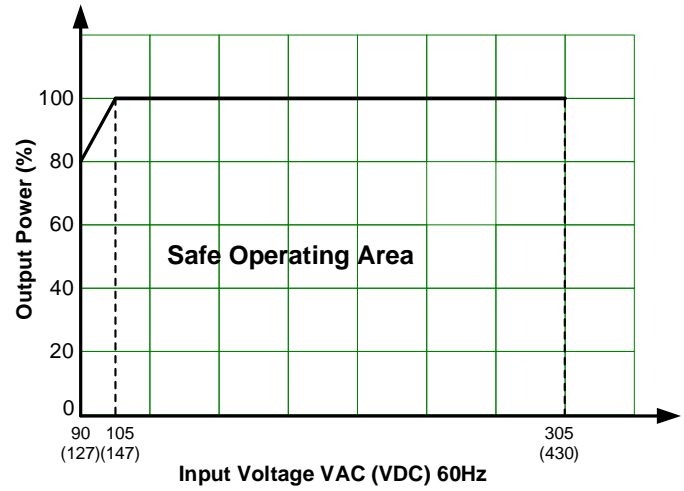 Output Power (%)
100
80
60
40
20
0
Safe Operating Area
90 105 305
(127)(147) (430)
Input Voltage VAC (VDC) 60Hz